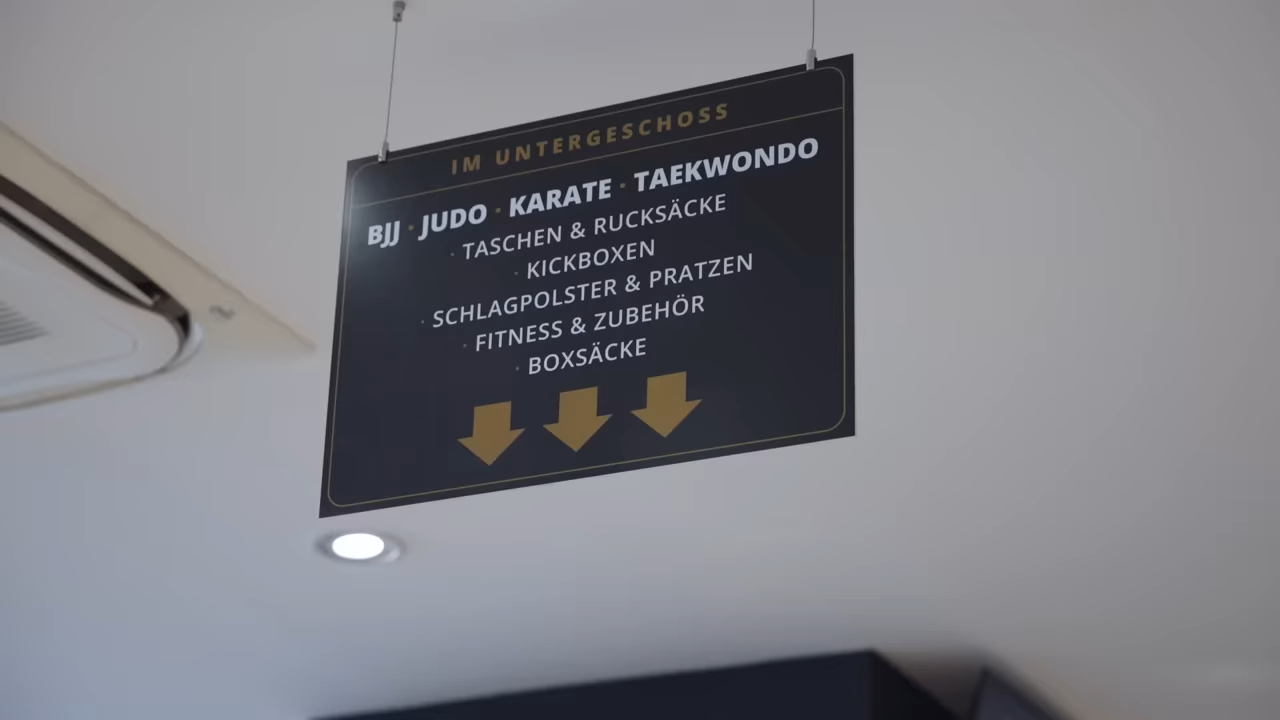 IM UNTERGESCHOSS
BJJ · JUDO · KARATE · TAEKWONDO
· TASCHEN & RUCKSÄCKE
· KICKBOXEN
· SCHLAGPOLSTER & PRATZEN
· FITNESS & ZUBEHÖR
· BOXSÄCKE